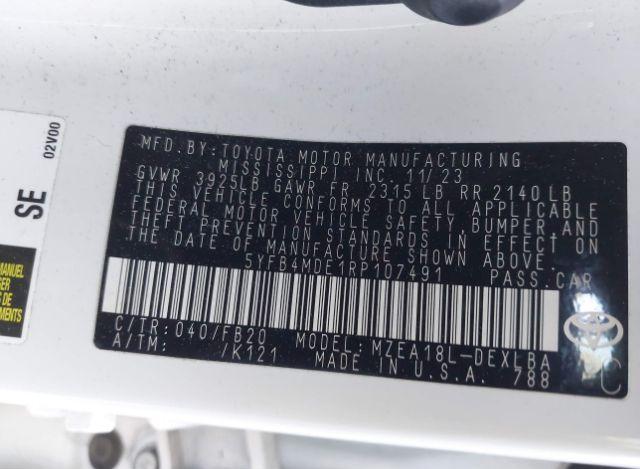 MFD.BY:TOYOTA MOTOR MANUFACTURING
MISSISSIPPI INC. 11/23
GVWR 3925LB GAWR FR 2315 LB RR 2140 LB
THIS VEHICLE CONFORMS TO ALL APPLICABLE
FEDERAL MOTOR VEHICLE SAFETY, BUMPER AND
THEFT PREVENTION STANDARDS IN EFFECT ON
THE DATE OF MANUFACTURE SHOWN ABOVE.
5YFB4MDE1RP107491 PASS.CAR
C/TR: 040/FB20 MODEL: MZEA18L-DEXLBA
A/TM: /K121 MADE IN U.S.A. 788
C
SE
02V00
MANUEL